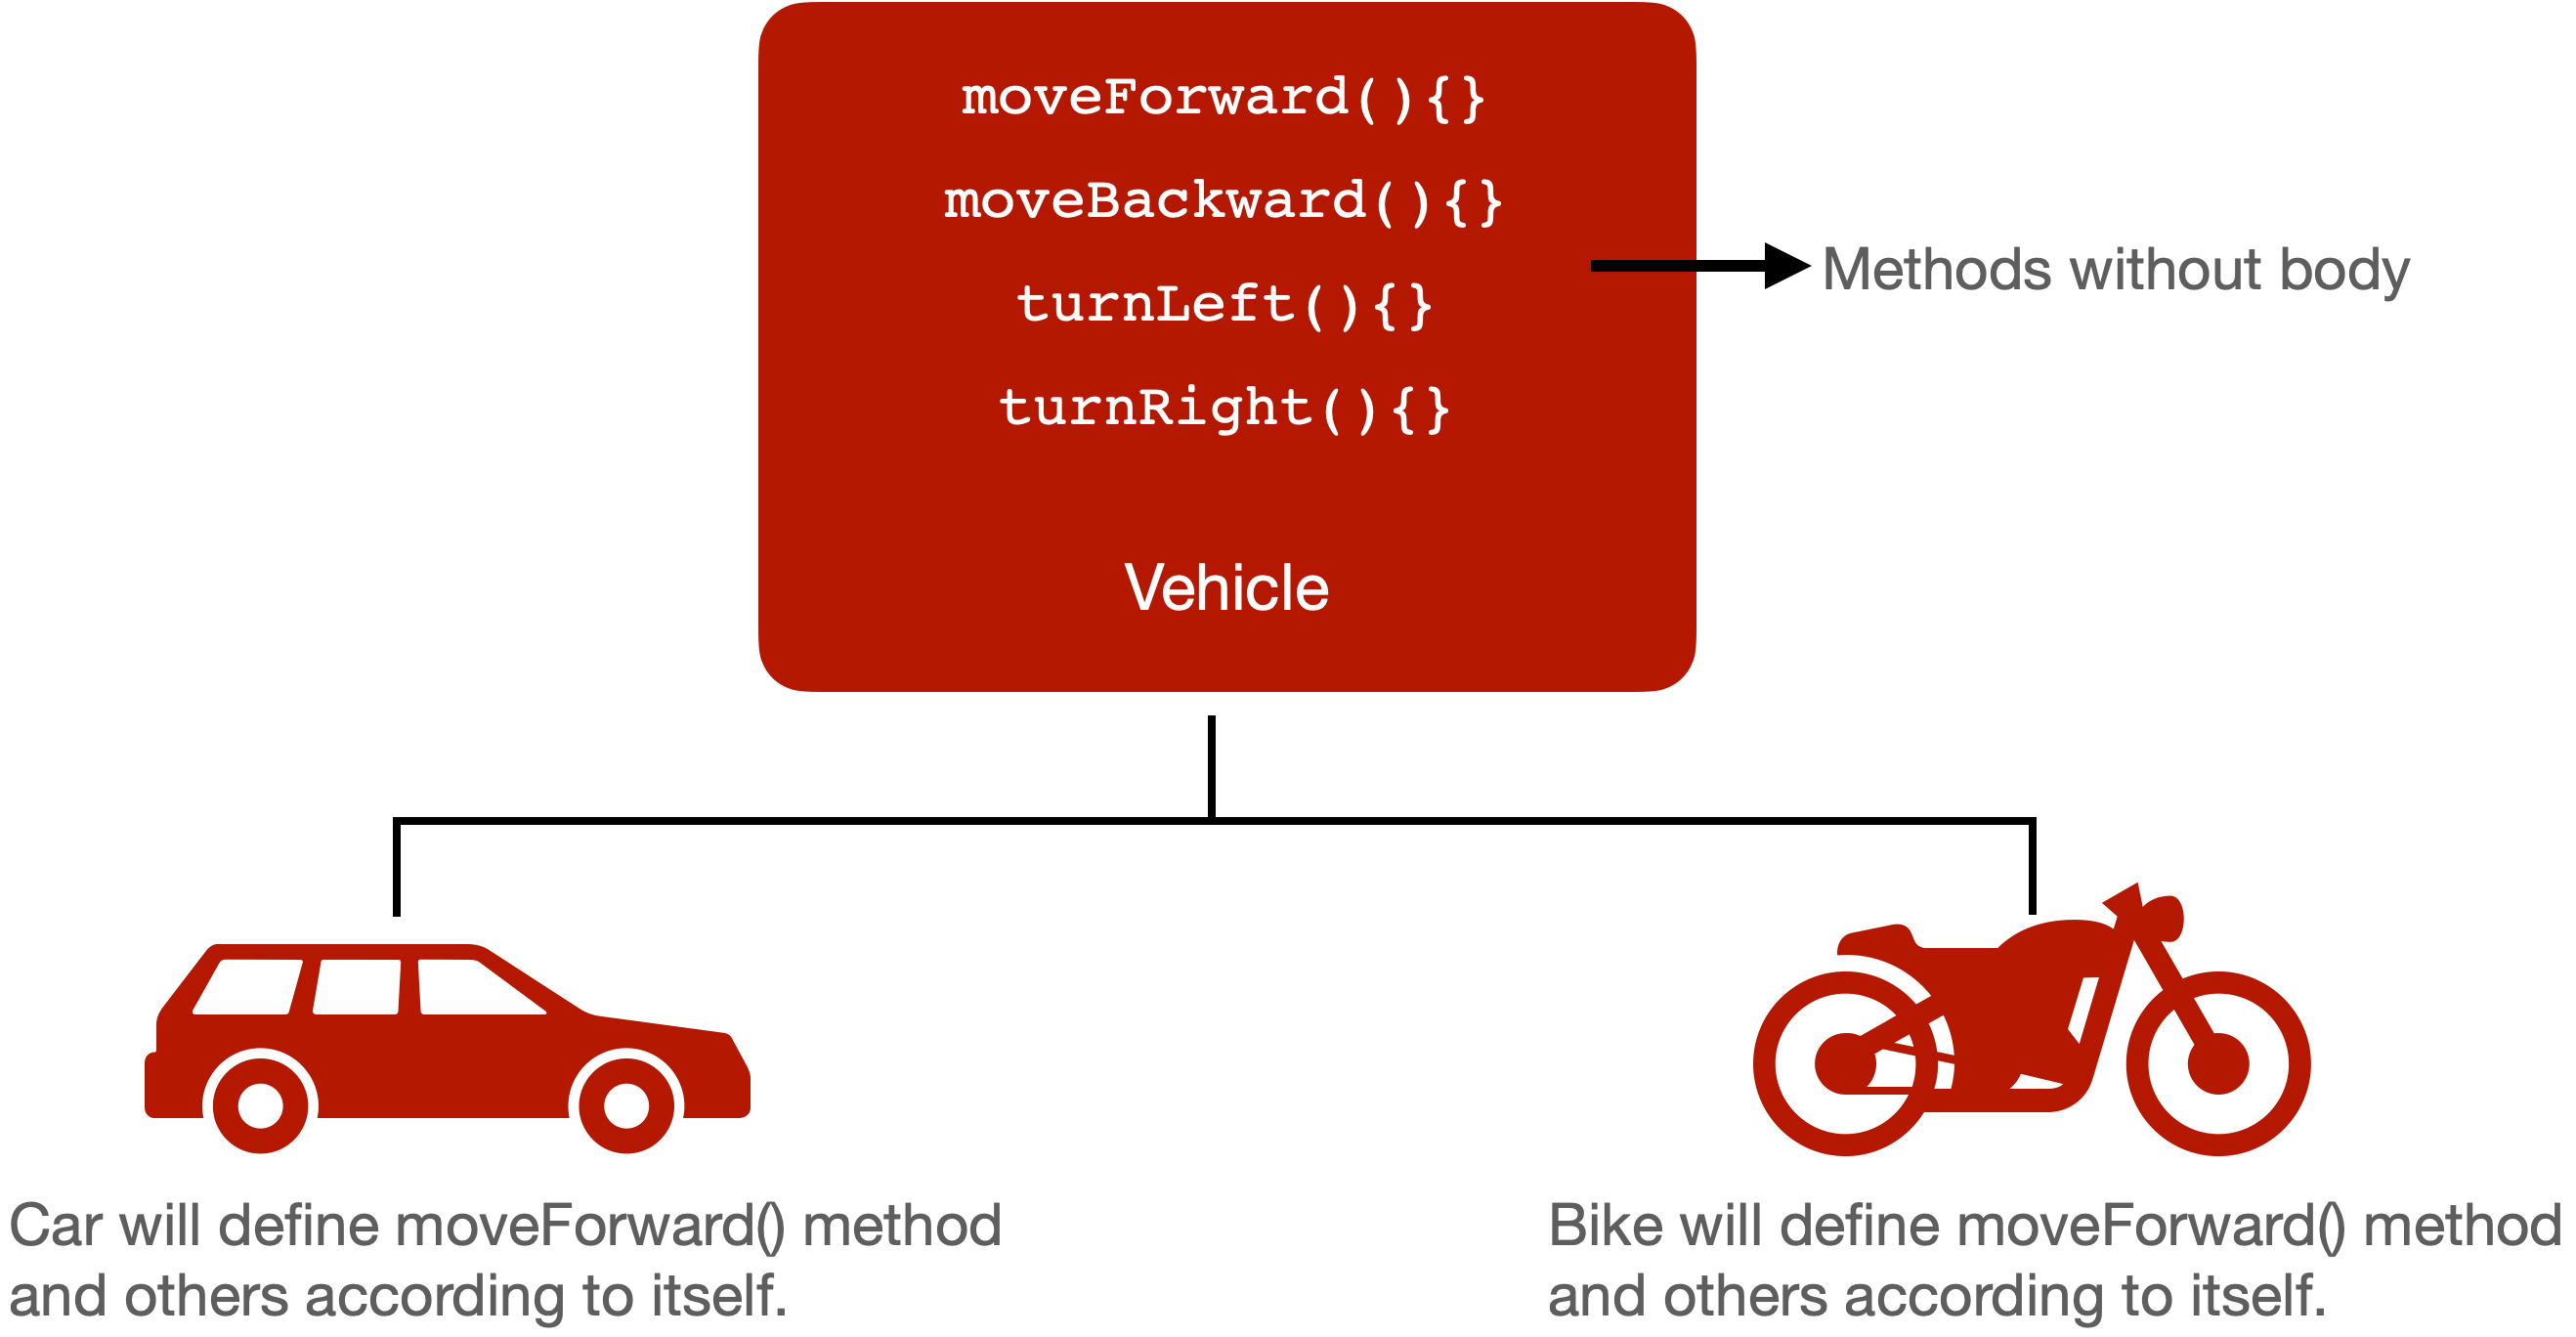 moveForward(){}
moveBackward(){}
turnLeft(){}
turnRight(){}
Vehicle
Methods without body
Car will define moveForward() method
and others according to itself.
Bike will define moveForward() method
and others according to itself.